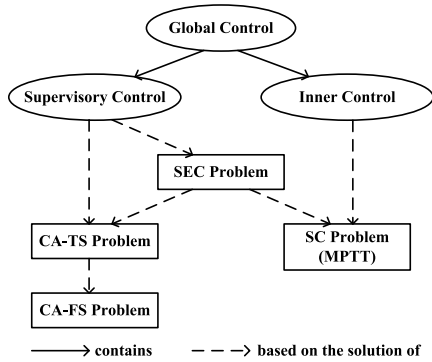 Global Control
Supervisory Control
Inner Control
SEC Problem
CA-TS Problem
SC Problem
(MPTT)
CA-FS Problem
contains
based on the solution of